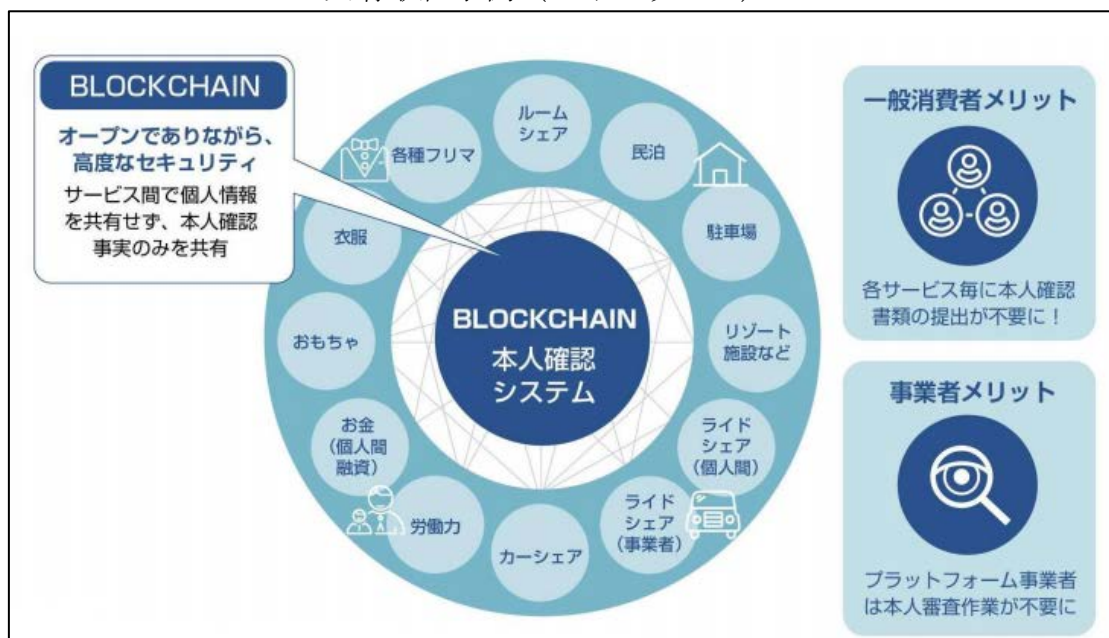 BLOCKCHAIN
オープンでありながら、
高度なセキュリティ
サービス間で個人情報
を共有せず、本人確認
事実のみを共有
ルーム
シェア
民泊
駐車場
リゾート
施設など
ライド
シェア
(個人間)
ライド
シェア
(事業者)
カーシェア
労働力
お金
(個人間
融資)
おもちゃ
衣服
各種フリマ
BLOCKCHAIN
本人確認
システム
一般消費者メリット
各サービス毎に本人確認
書類の提出が不要に！
事業者メリット
プラットフォーム事業者
は本人審査作業が不要に